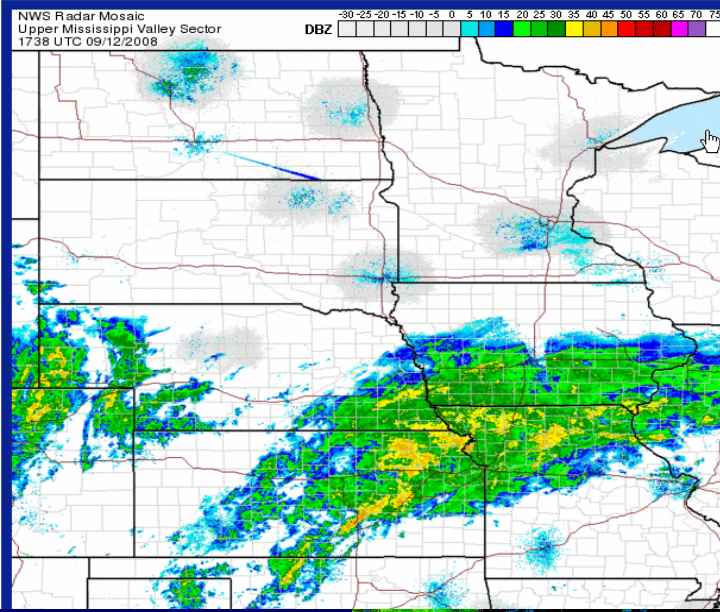 NWS Radar Mosaic
Upper Mississippi Valley Sector
1738 UTC 09/12/2008
DBZ
-30 -25 -20 -15 -10 -5 0 5 10 15 20 25 30 35 40 45 50 55 60 65 70 75